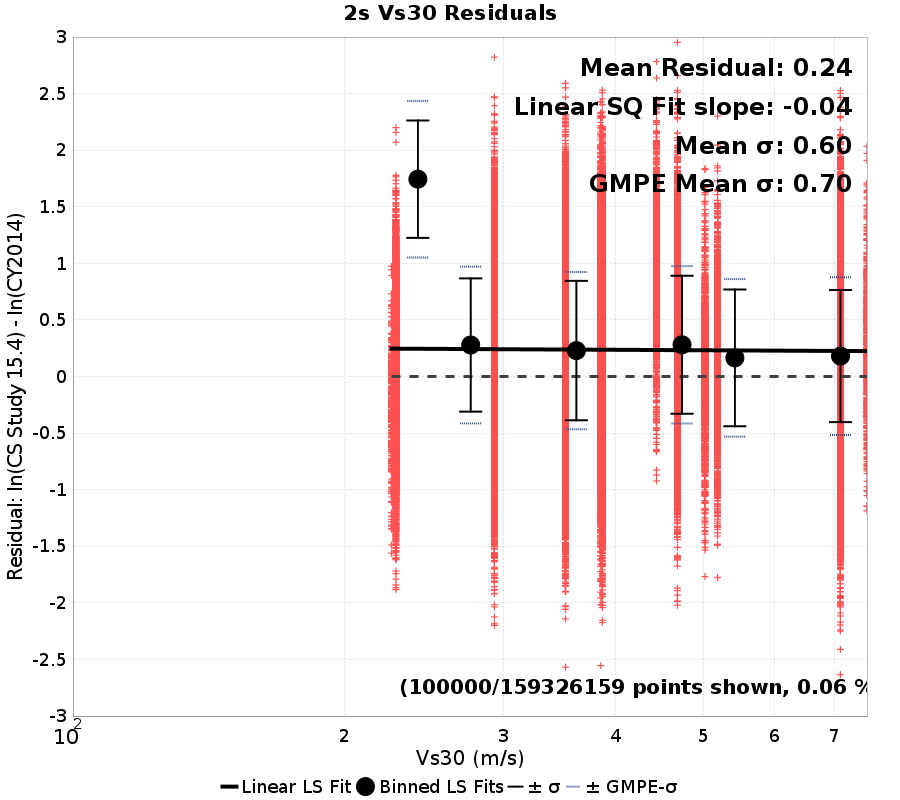 2s Vs30 Residuals
Mean Residual: 0.24
Linear SQ Fit slope: -0.04
Mean σ: 0.60
GMPE Mean σ: 0.70
3
2.5
2
1.5
1
0.5
0
-0.5
-1
-1.5
-2
-2.5
-3
Residual: ln(CS Study 15.4) - ln(CY2014)
(100000/159326159 points shown, 0.06 %
10²
2
3
4
5
6
7
Vs30 (m/s)
Linear LS Fit Binned LS Fits ± σ ± GMPE-σ